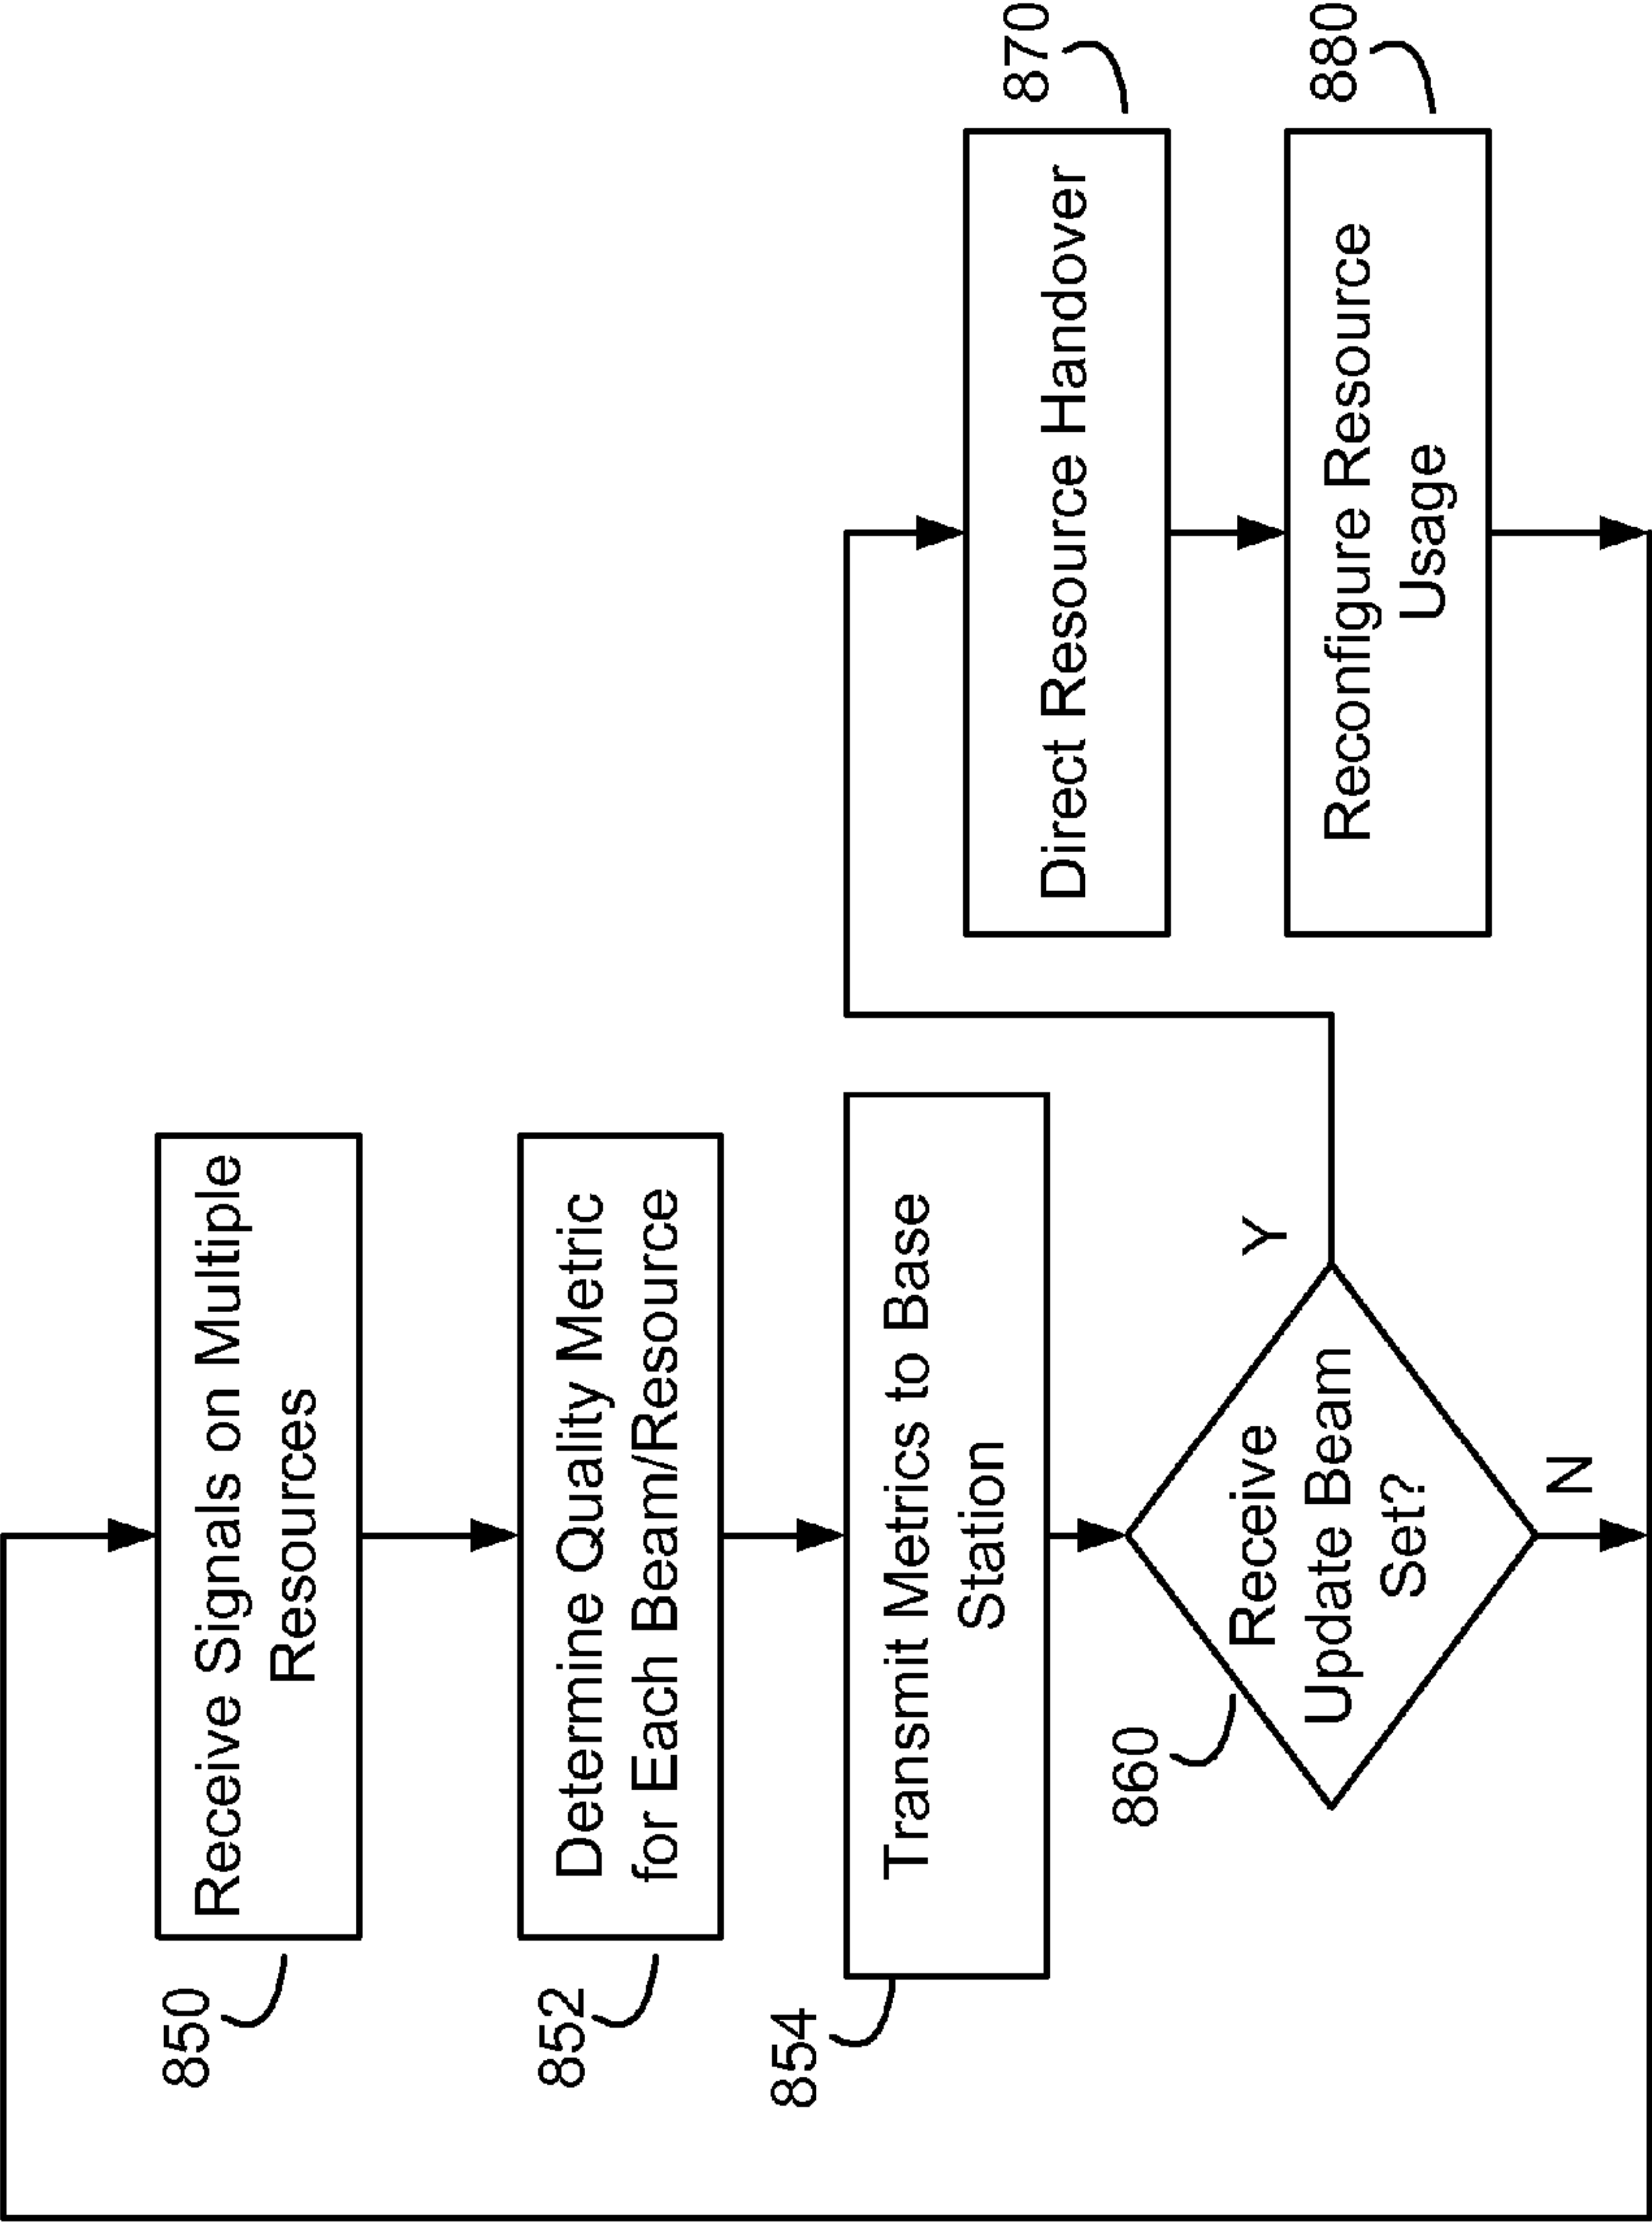 850
Receive Signals on Multiple
Resources
852
Determine Quality Metric
for Each Beam/Resource
854
Transmit Metrics to Base
Station
860
Receive
Update Beam
Set?
Y
N
870
Direct Resource Handover
880
Reconfigure Resource
Usage